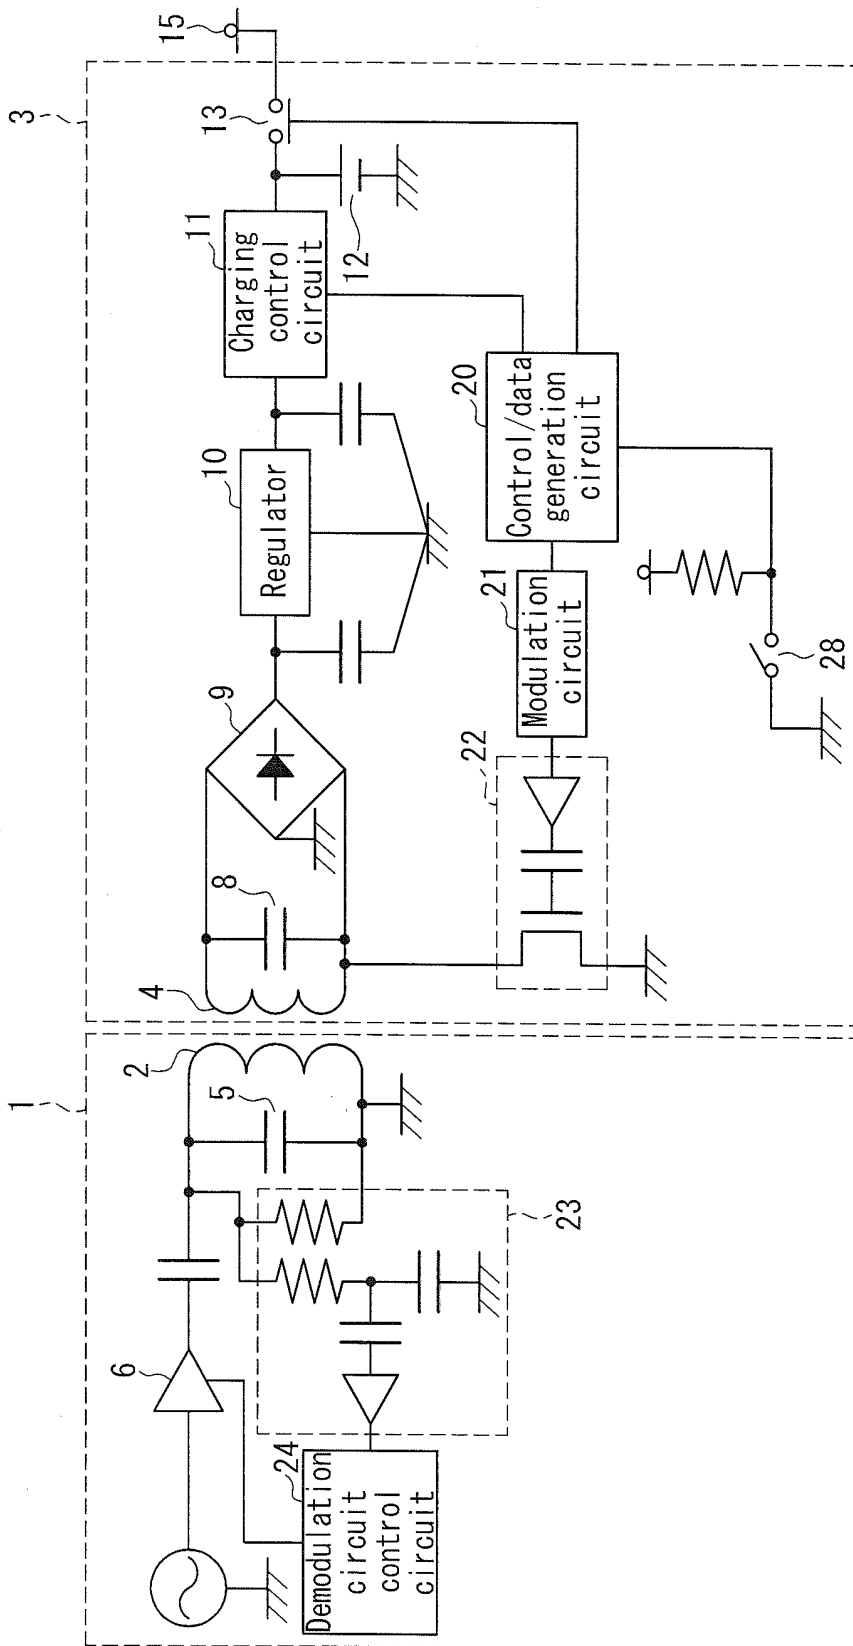 1
3
6
2
5
4
8
9
10
Regulator
11
Charging
control
circuit
13
15
12
23
24
Demodulation
circuit
control
circuit
22
21
Modulation
circuit
20
Control/data
generation
circuit
28